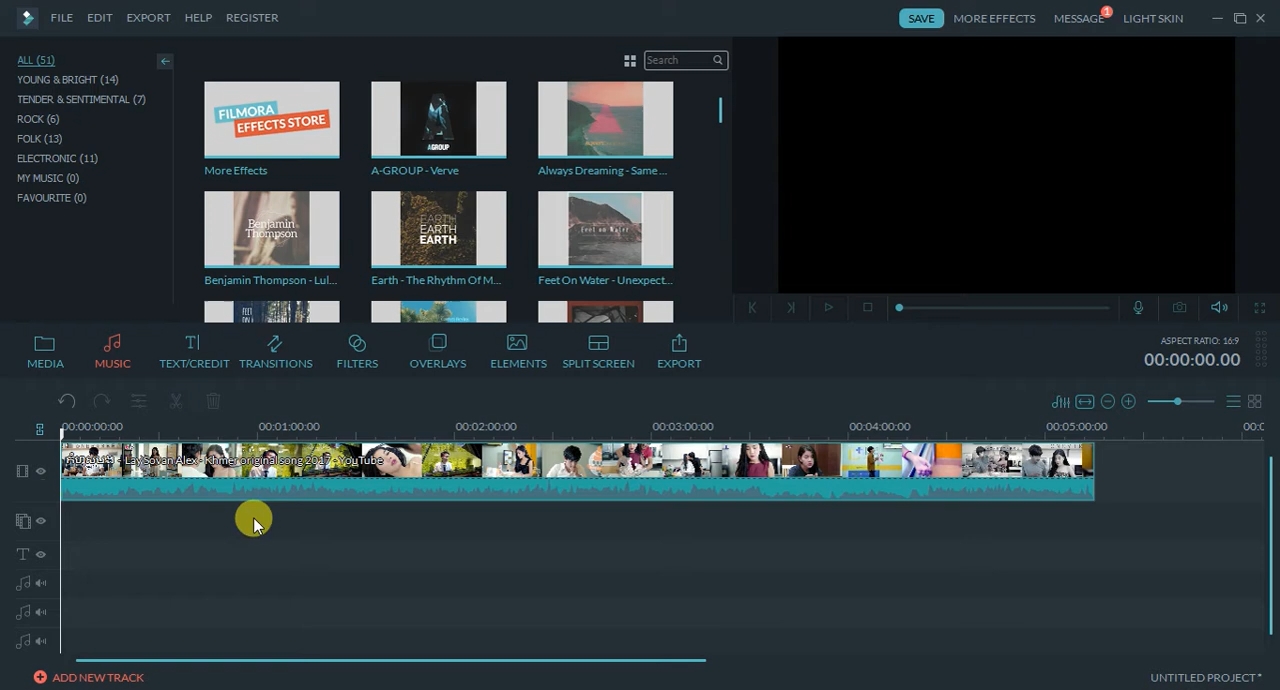 FILE EDIT EXPORT HELP REGISTER
SAVE MORE EFFECTS MESSAGE 1 LIGHT SKIN
ALL (51)
YOUNG & BRIGHT (14)
TENDER & SENTIMENTAL (7)
ROCK (6)
FOLK (13)
ELECTRONIC (11)
MY MUSIC (0)
FAVOURITE (0)
Search
FILMORA
EFFECTS STORE
More Effects
A GROUP
A-GROUP - Verve
Always Dreaming - Same ...
Benjamin
Thompson
Benjamin Thompson - Lul...
EARTH
EARTH
EARTH
Earth - The Rhythm Of M...
Feet on Water
Feet On Water - Unexpect...
MEDIA MUSIC TEXT/CREDIT TRANSITIONS FILTERS OVERLAYS ELEMENTS SPLIT SCREEN EXPORT
ASPECT RATIO: 16:9
00:00:00.00
00:00:00:00 00:01:00:00 00:02:00:00 00:03:00:00 00:04:00:00 00:05:00:00 00:0
- Lay Sovan Alex - Khmer original song 2017 - YouTube
ADD NEW TRACK
UNTITLED PROJECT *